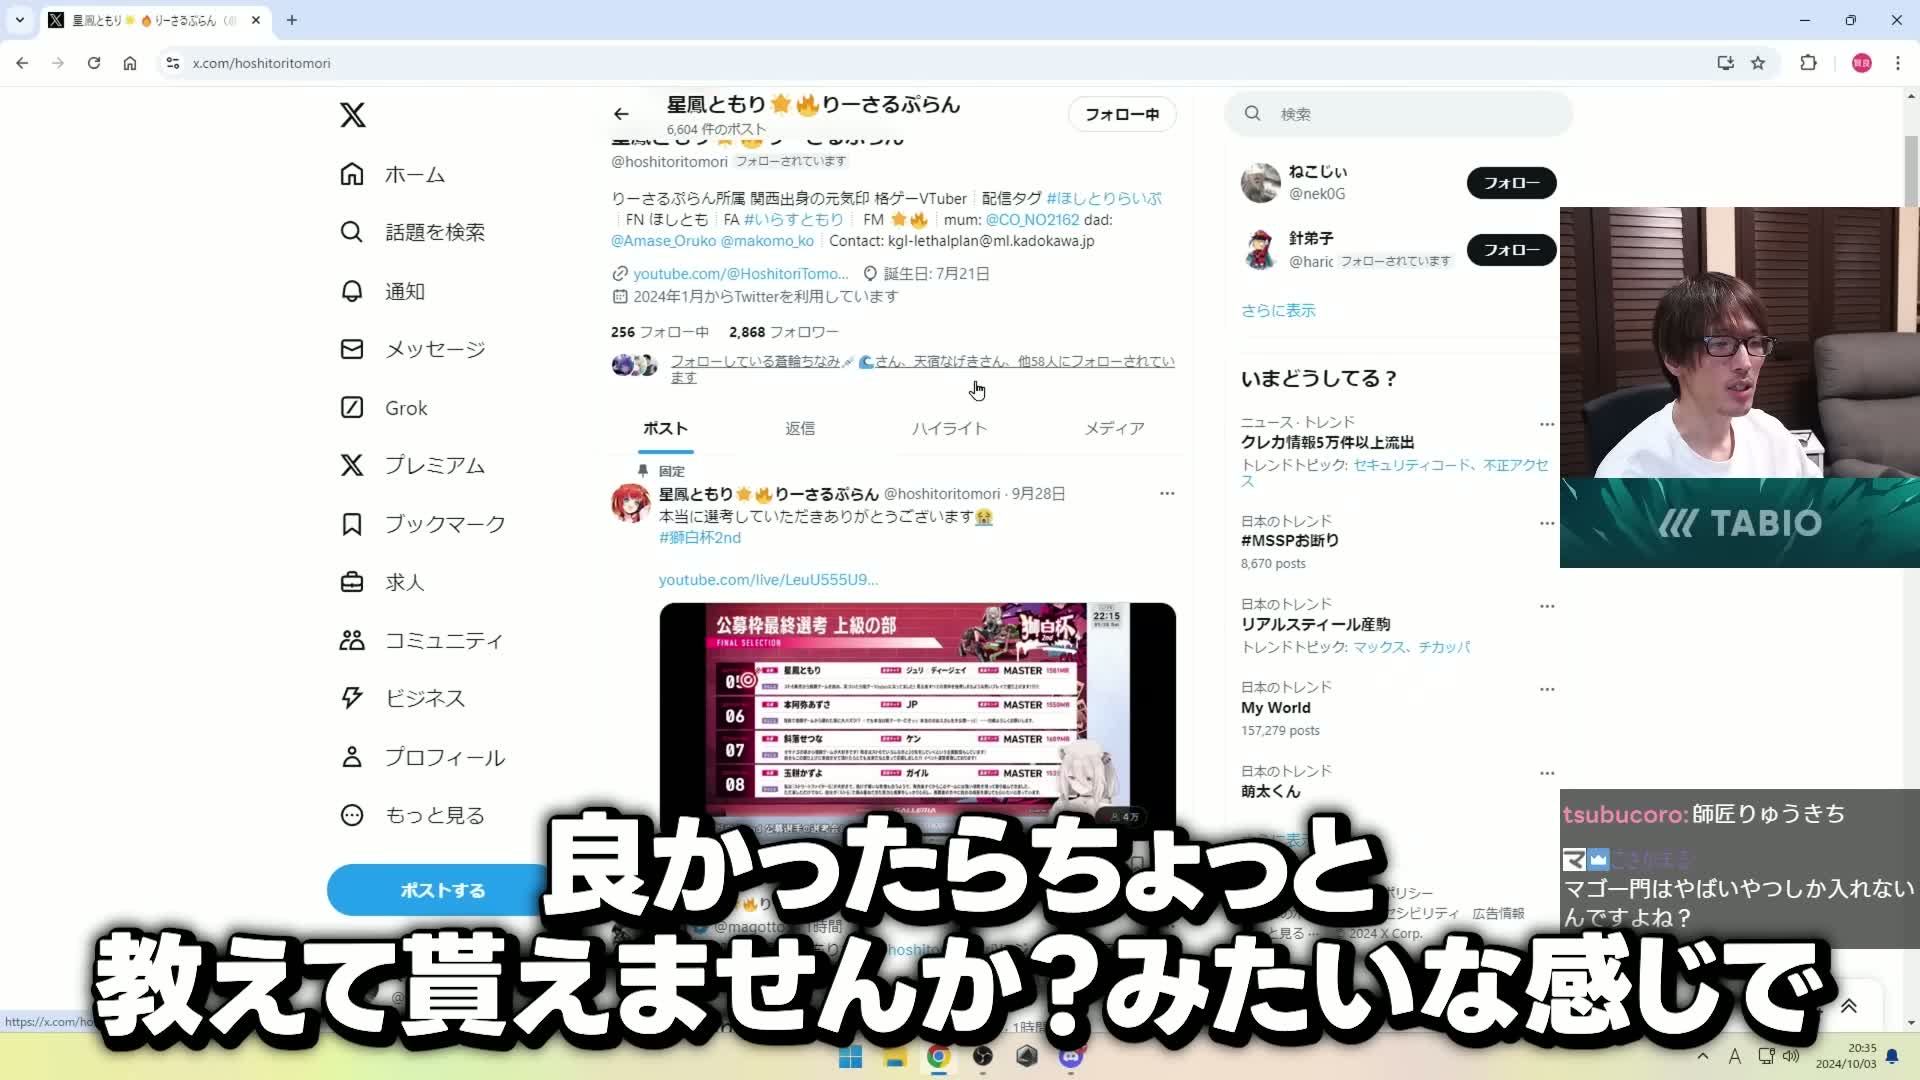 星鳳ともり🌟🔥りーさるぷらん
x.com/hoshitoritomori
星鳳ともり🌟🔥りーさるぷらん
6,604 件のポスト
フォロー中
検索
ホーム
話題を検索
通知
メッセージ
Grok
プレミアム
ブックマーク
求人
コミュニティ
ビジネス
プロフィール
もっと見る
ポストする
@hoshitoritomori フォローされています
りーさるぷらん所属 関西出身の元気印 格ゲーVTuber┊配信タグ #ほしとりらいぶ
┊FN ほしとも┊FA #いらすともり┊ FM 🌟🔥┊mum: @CO_NO2162 dad:
@Amase_Oruko @makomo_ko┊Contact: kgl-lethalplan@ml.kadokawa.jp
youtube.com/@HoshitoriTomo... 誕生日: 7月21日
2024年1月からTwitterを利用しています
256 フォロー中 2,868 フォロワー
フォローしている蒼輪ちなみ🌊さん、天宿なげきさん、他58人にフォローされてい
ます
ポスト 返信 ハイライト メディア
固定
星鳳ともり🌟🔥りーさるぷらん @hoshitoritomori · 9月28日
本当に選考していただきありがとうございます😭
#獅白杯2nd
youtube.com/live/LeuU555U9...
公募枠最終選考 上級の部
FINAL SELECTION
獅白杯
22:15
星鳳ともり ジュリ ディージェイ MASTER 1581MR
06 本阿弥あずさ JP MASTER 1550MR
07 斜落せつな ケン MASTER 1689MR
08 玉餅かずよ ガイル MASTER
GALLERIA
4万
ねこじぃ
@nek0G
フォロー
針弟子
@haric フォローされています
フォロー
さらに表示
いまどうしてる？
ニュース · トレンド
クレカ情報5万件以上流出
トレンドトピック: セキュリティコード、不正アクセ
ス
日本のトレンド
#MSSPお断り
8,670 posts
日本のトレンド
リアルスティール産駒
トレンドトピック: マックス、チカッパ
日本のトレンド
My World
157,279 posts
日本のトレンド
萌太くん
広告情報
© 2024 X Corp.
TABIO
tsubucoro: 師匠りゅうきち
マゴ一門はやばいやつしか入れない
んですよね？
良かったらちょっと
教えて貰えませんか？みたいな感じで
https://x.com/ho
A
20:35
2024/10/03